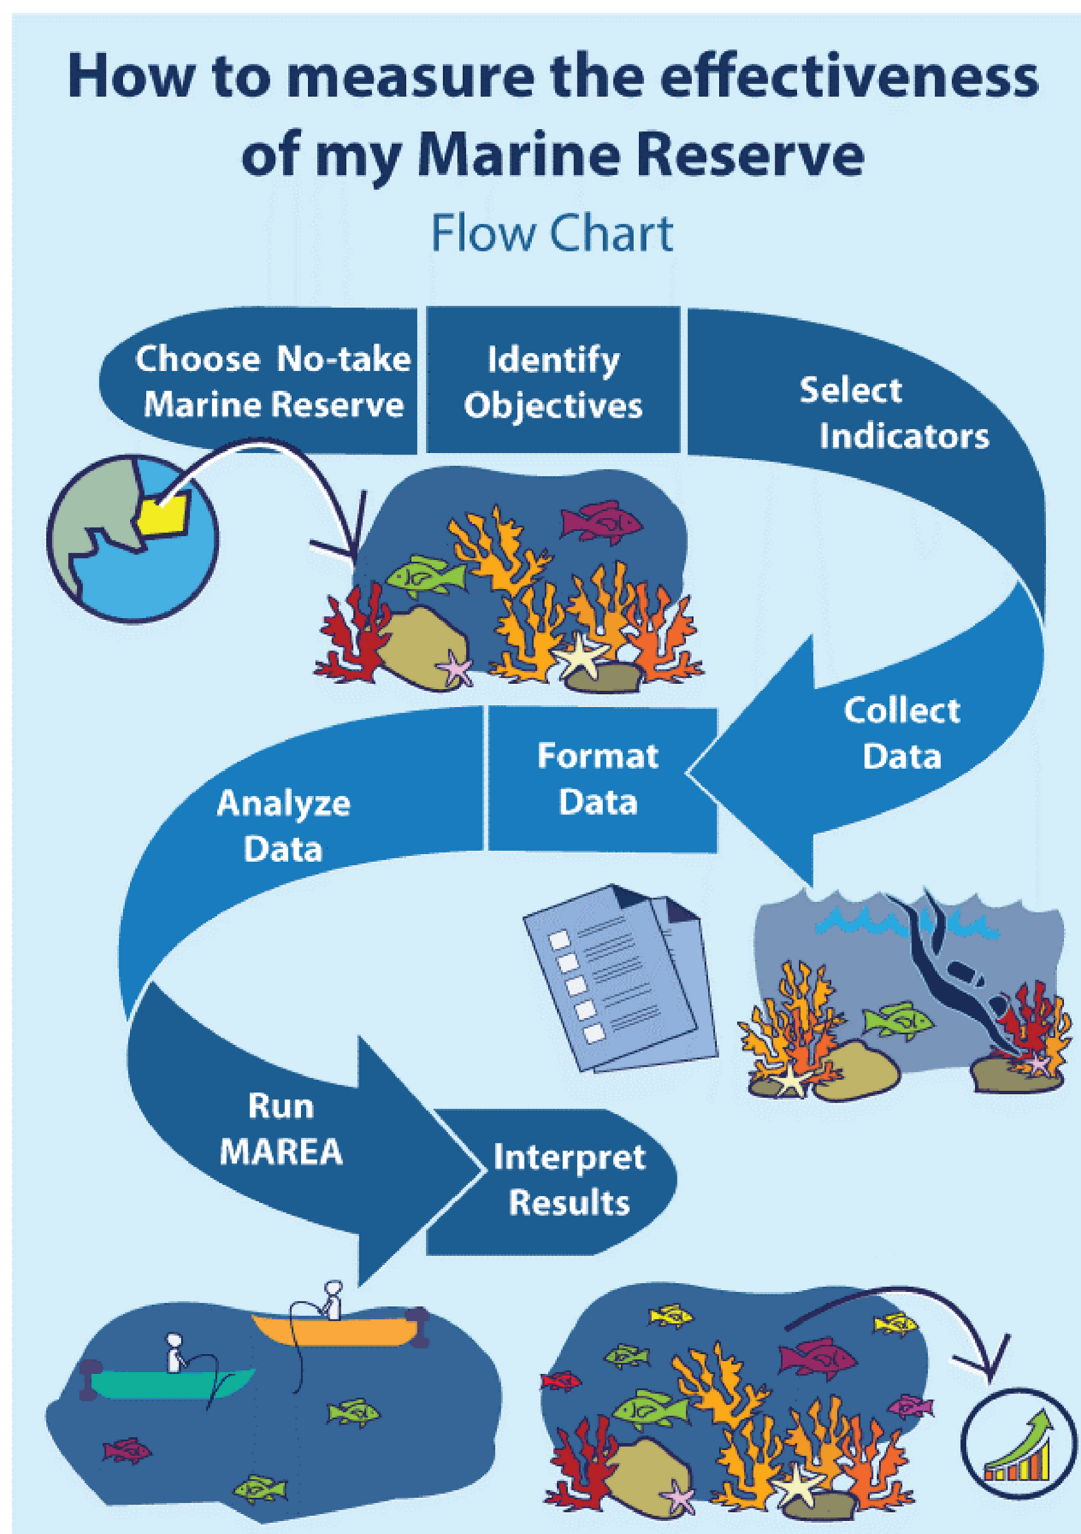 How to measure the effectiveness
of my Marine Reserve
Flow Chart
Choose No-take
Marine Reserve
Identify
Objectives
Select
Indicators
Collect
Data
Format
Data
Analyze
Data
Run
MAREA
Interpret
Results